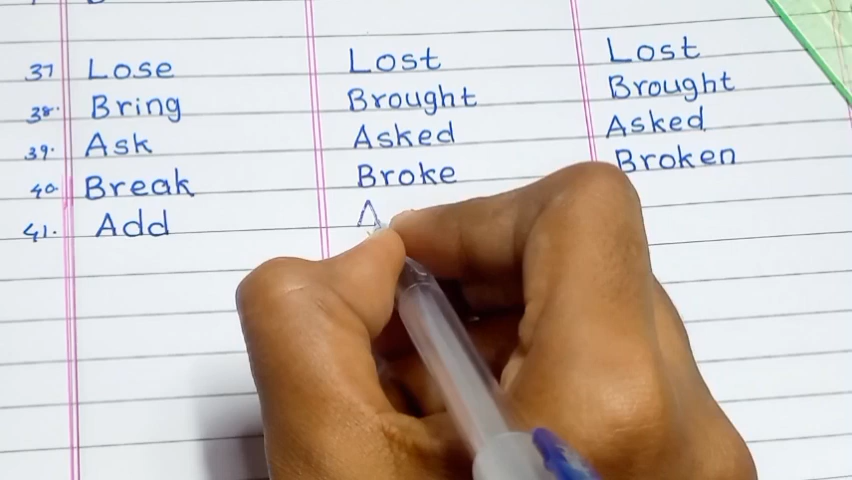 37 Lose Lost Lost
38. Bring Brought Brought
39. Ask Asked Asked
40 Break Broke Broken
41. Add A